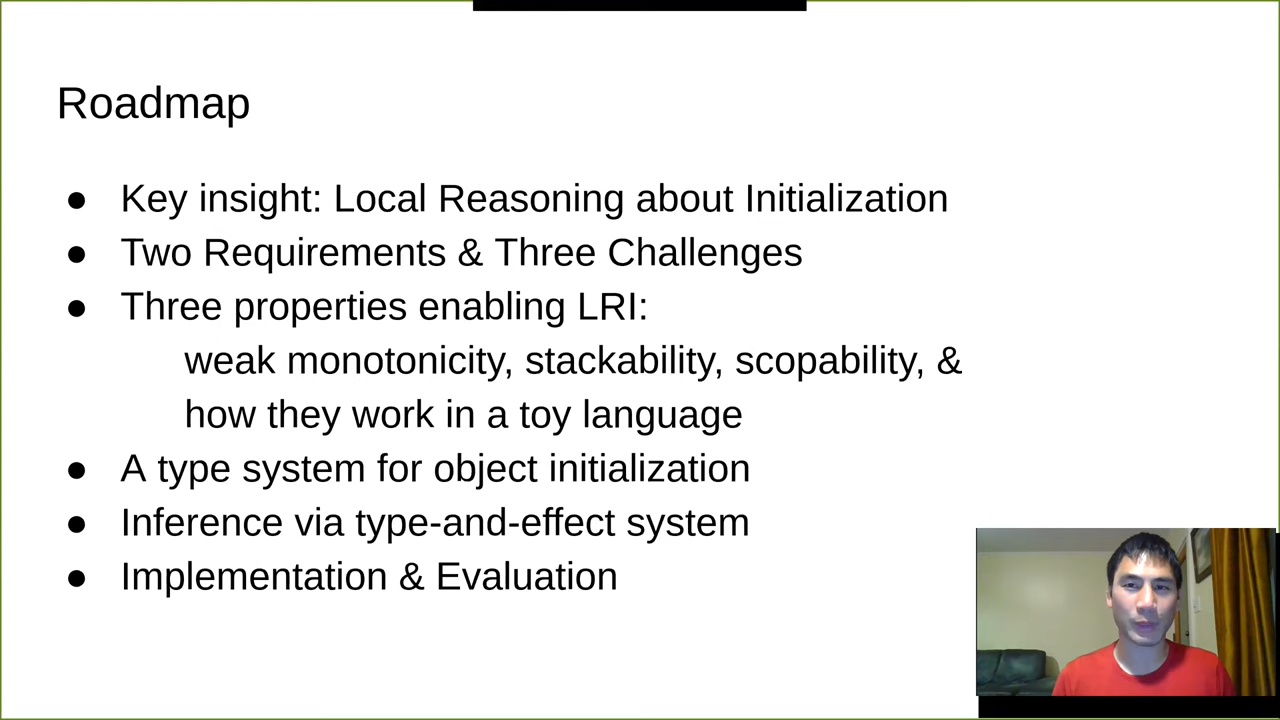 Roadmap
● Key insight: Local Reasoning about Initialization
● Two Requirements & Three Challenges
● Three properties enabling LRI:
weak monotonicity, stackability, scopability, &
how they work in a toy language
● A type system for object initialization
● Inference via type-and-effect system
● Implementation & Evaluation